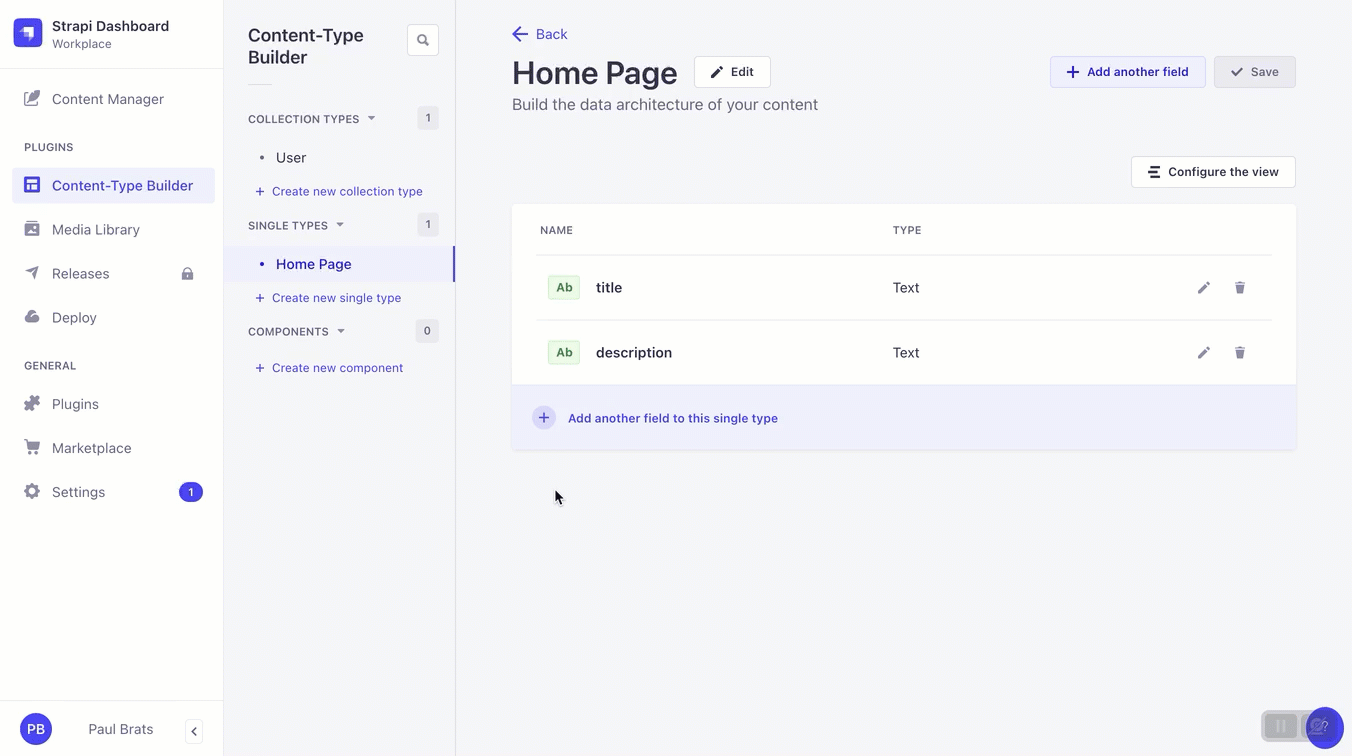 Strapi Dashboard
Workplace
Content Manager
PLUGINS
Content-Type Builder
Media Library
Releases
Deploy
GENERAL
Plugins
Marketplace
Settings
1
PB
Paul Brats
Content-Type
Builder
COLLECTION TYPES
1
User
+ Create new collection type
SINGLE TYPES
1
Home Page
+ Create new single type
COMPONENTS
0
+ Create new component
Back
Home Page
Edit
Add another field
Save
Build the data architecture of your content
Configure the view
NAME TYPE
Ab title Text
Ab description Text
+ Add another field to this single type
?